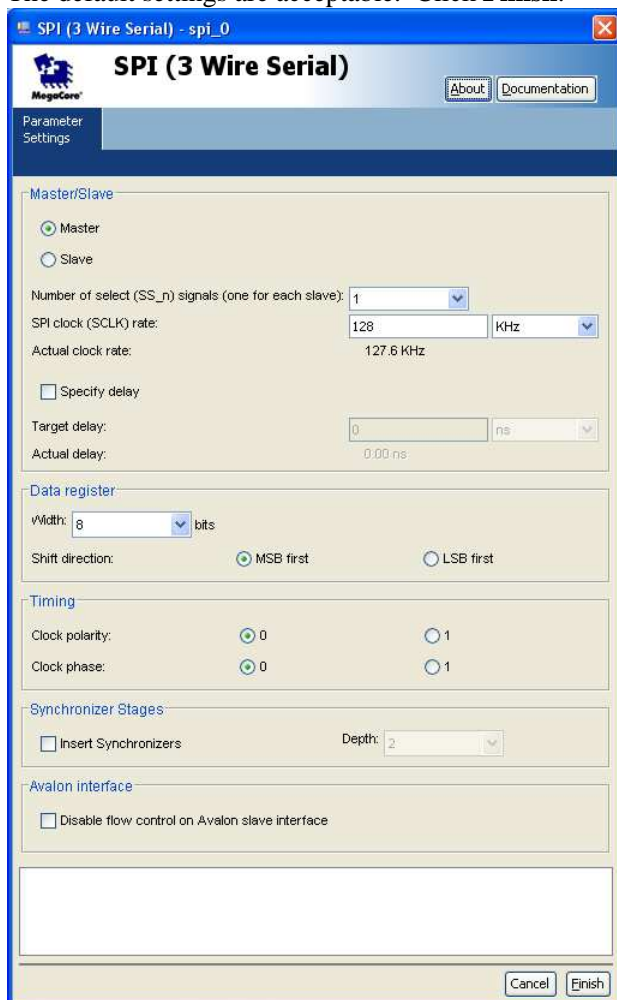 The default settings are acceptable. Click Finish.
SPI (3 Wire Serial) - spi_0
SPI (3 Wire Serial)
MegaCore'
About Documentation
Parameter
Settings
Master/Slave
Master
Slave
Number of select (SS_n) signals (one for each slave): 1
SPI clock (SCLK) rate: 128 KHz
Actual clock rate: 127.6 KHz
Specify delay
Target delay: 0 ns
Actual delay: 0.00 ns
Data register
Width: 8 bits
Shift direction: MSB first LSB first
Timing
Clock polarity: 0 1
Clock phase: 0 1
Synchronizer Stages
Insert Synchronizers Depth: 2
Avalon interface
Disable flow control on Avalon slave interface
Cancel Finish